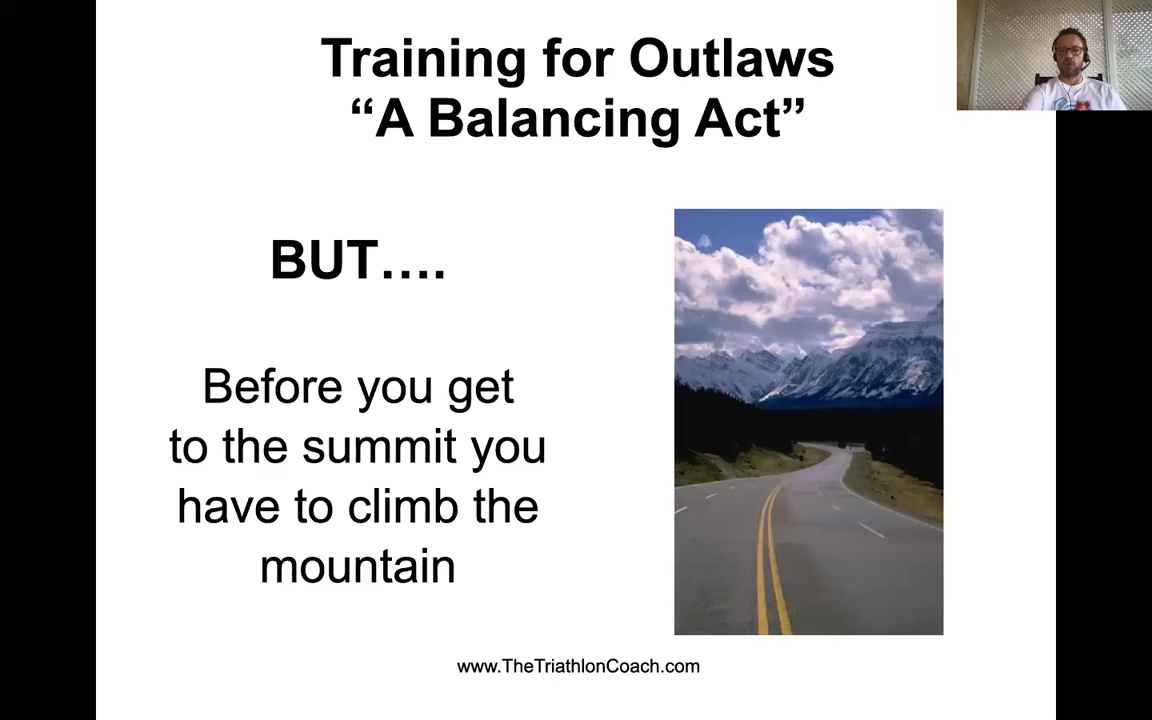 Training for Outlaws
“A Balancing Act”
BUT….
Before you get
to the summit you
have to climb the
mountain
www.TheTriathlonCoach.com